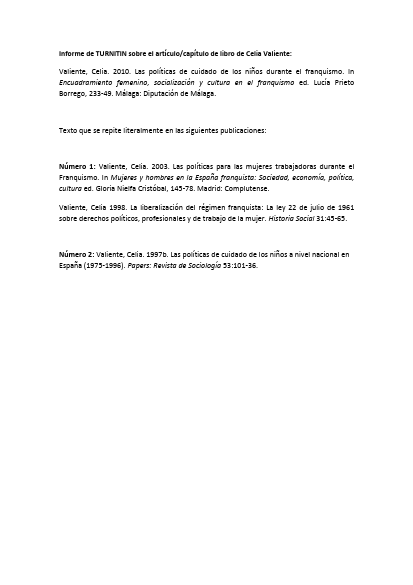 Informe de TURNITIN sobre el artículo/capítulo de libro de Celia Valiente:
Valiente, Celia. 2010. Las políticas de cuidado de los niños durante el franquismo. In
Encuadramiento femenino, socialización y cultura en el franquismo ed. Lucía Prieto
Borrego, 233-49. Málaga: Diputación de Málaga.
Texto que se repite literalmente en las siguientes publicaciones:
Número 1: Valiente, Celia. 2003. Las políticas para las mujeres trabajadoras durante el
Franquismo. In Mujeres y hombres en la España franquista: Sociedad, economía, política,
cultura ed. Gloria Nielfa Cristóbal, 145-78. Madrid: Complutense.
Valiente, Celia 1998. La liberalización del régimen franquista: La ley 22 de julio de 1961
sobre derechos políticos, profesionales y de trabajo de la mujer. Historia Social 31:45-65.
Número 2: Valiente, Celia. 1997b. Las políticas de cuidado de los niños a nivel nacional en
España (1975-1996). Papers: Revista de Sociología 53:101-36.